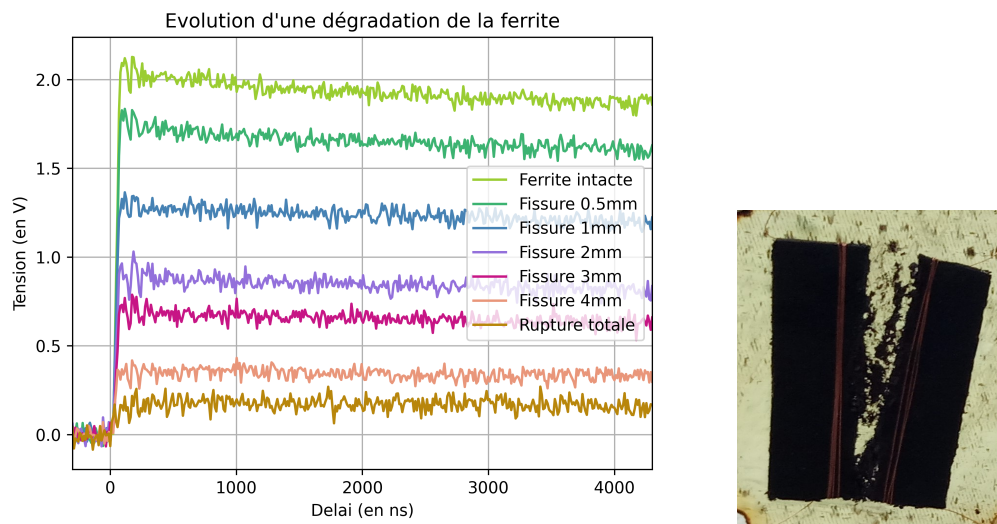 Evolution d'une dégradation de la ferrite
Tension (en V)
2.0
1.5
1.0
0.5
0.0
Ferrite intacte
Fissure 0.5mm
Fissure 1mm
Fissure 2mm
Fissure 3mm
Fissure 4mm
Rupture totale
0
1000
2000
3000
4000
Delai (en ns)